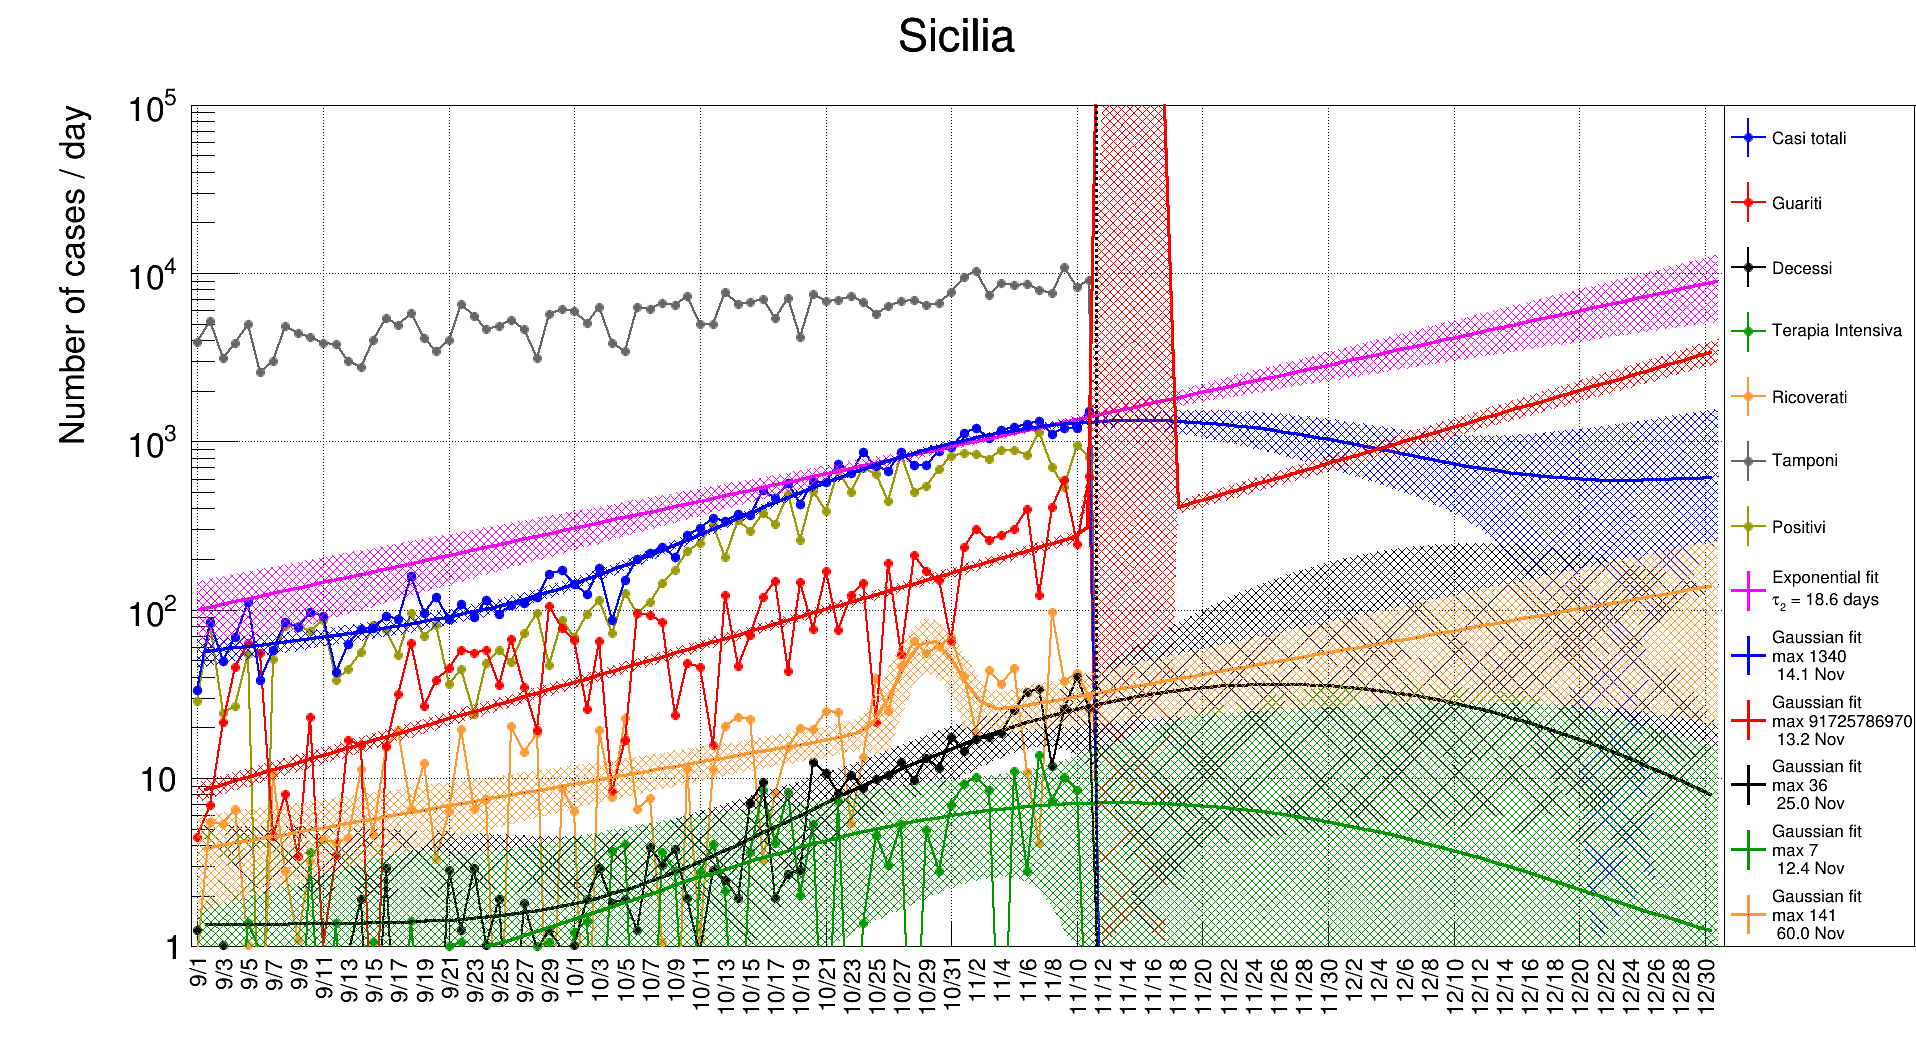 Sicilia
Number of cases / day
10^5
10^4
10^3
10^2
10
1
9/1
9/3
9/5
9/7
9/9
9/11
9/13
9/15
9/17
9/19
9/21
9/23
9/25
9/27
9/29
10/1
10/3
10/5
10/7
10/9
10/11
10/13
10/15
10/17
10/19
10/21
10/23
10/25
10/27
10/29
10/31
11/2
11/4
11/6
11/8
11/10
11/12
11/14
11/16
11/18
11/20
11/22
11/24
11/26
11/28
11/30
12/2
12/4
12/6
12/8
12/10
12/12
12/14
12/16
12/18
12/20
12/22
12/24
12/26
12/28
12/30
Casi totali
Guariti
Decessi
Terapia Intensiva
Ricoverati
Tamponi
Positivi
Exponential fit
τ2 = 18.6 days
Gaussian fit
max 1340
14.1 Nov
Gaussian fit
max 91725786970
13.2 Nov
Gaussian fit
max 36
25.0 Nov
Gaussian fit
max 7
12.4 Nov
Gaussian fit
max 141
60.0 Nov